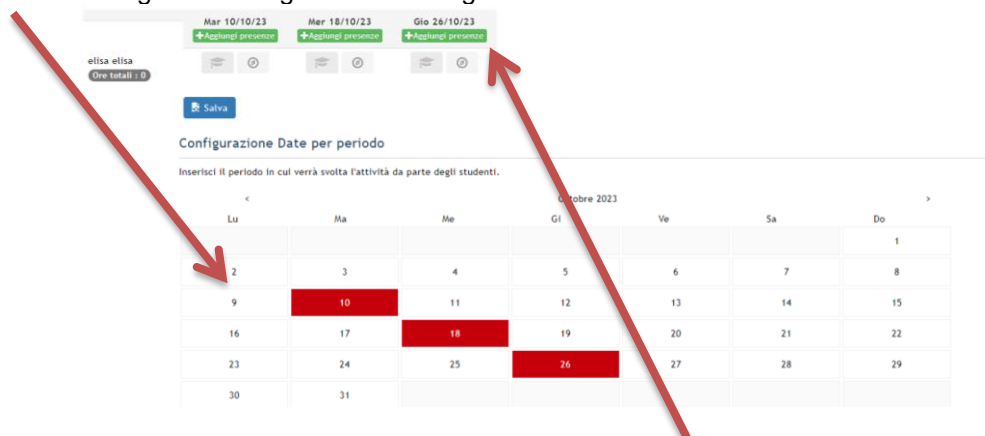 Mar 10/10/23 Mer 18/10/23 Gio 26/10/23
+Aggiungi presenze +Aggiungi presenze +Aggiungi presenze
elisa elisa
Ore totali : 0
Salva
Configurazione Date per periodo
Inserisci il periodo in cui verrà svolta l'attività da parte degli studenti.
< Ottobre 2023 >
Lu Ma Me Gi Ve Sa Do
1
2 3 4 5 6 7 8
9 10 11 12 13 14 15
16 17 18 19 20 21 22
23 24 25 26 27 28 29
30 31